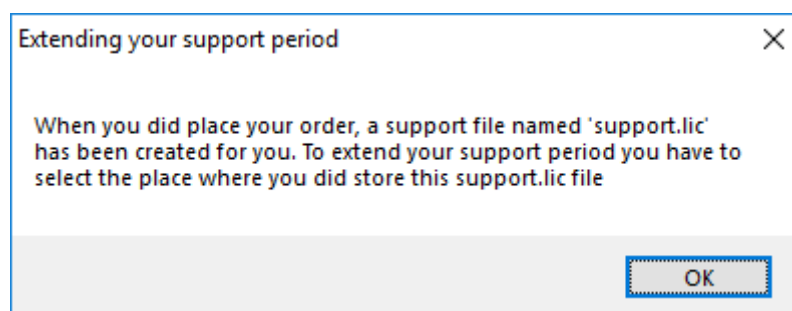 Extending your support period
When you did place your order, a support file named 'support.lic'
has been created for you. To extend your support period you have to
select the place where you did store this support.lic file
OK